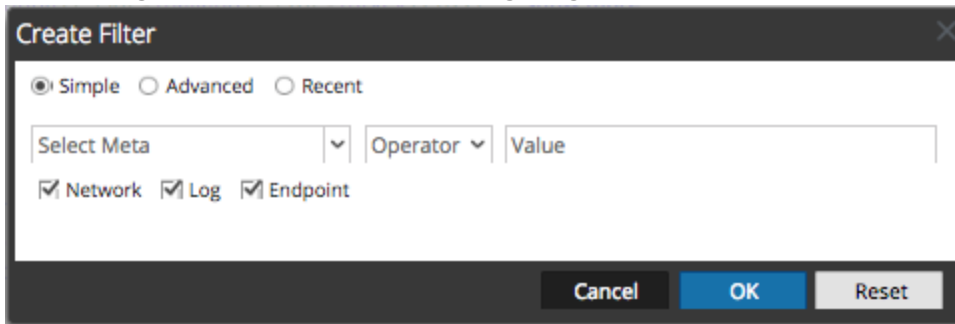 Create Filter
Simple Advanced Recent
Select Meta Operator Value
Network Log Endpoint
Cancel OK Reset